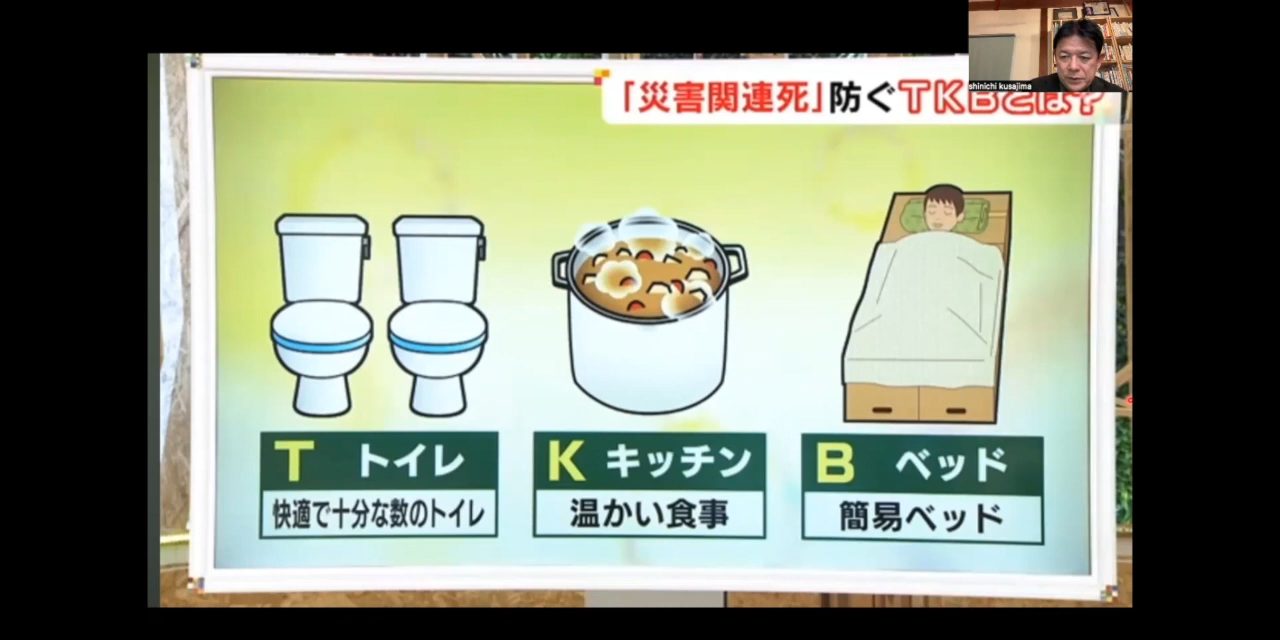 shinichi kusajima
「災害関連死」防ぐTKBとは?
T トイレ
快適で十分な数のトイレ
K キッチン
温かい食事
B ベッド
簡易ベッド